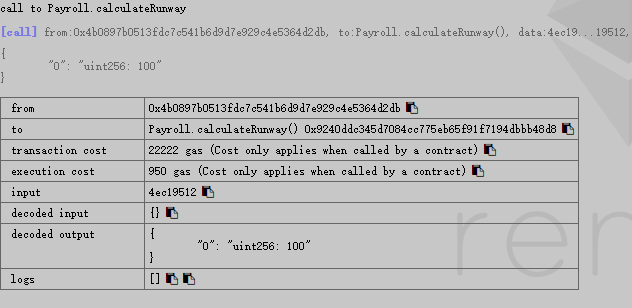 call to Payroll.calculateRunway
[call] from:0x4b0897b0513fdc7c541b6d9d7e929c4e5364d2db, to:Payroll.calculateRunway(), data:4ec19...19512,
{
"0": "uint256: 100"
}
from 0x4b0897b0513fdc7c541b6d9d7e929c4e5364d2db
to Payroll.calculateRunway() 0x9240ddc345d7084cc775eb65f91f7194dbbb48d8
transaction cost 22222 gas (Cost only applies when called by a contract)
execution cost 950 gas (Cost only applies when called by a contract)
input 4ec19512
decoded input {}
decoded output {
"0": "uint256: 100"
}
logs []
rem